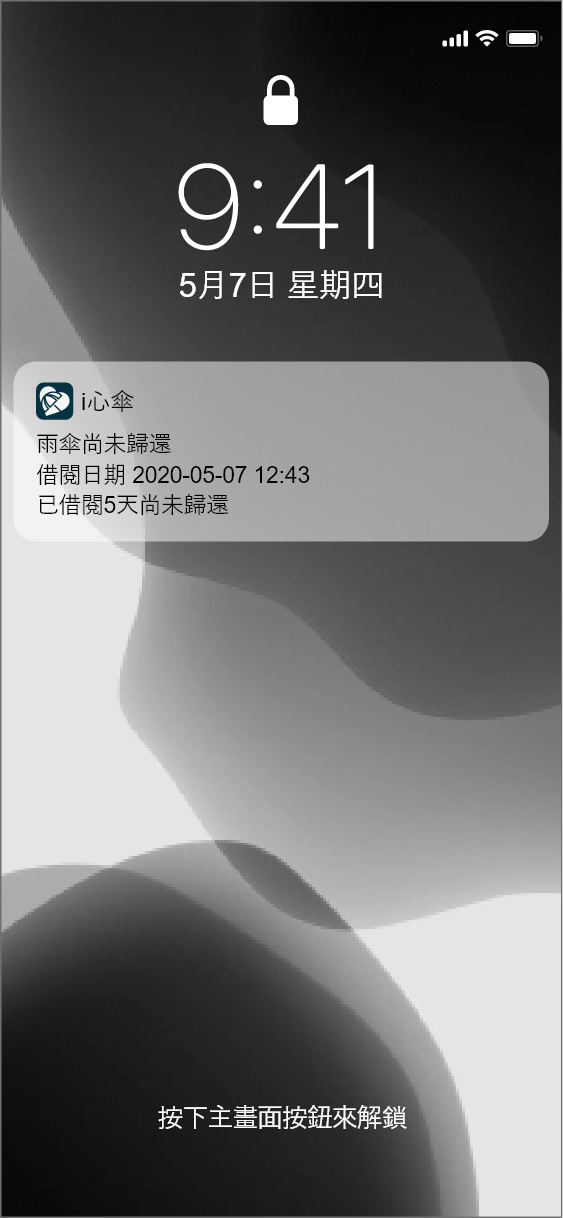 9:41
5月7日 星期四
i心傘
雨傘尚未歸還
借閱日期 2020-05-07 12:43
已借閱5天尚未歸還
按下主畫面按鈕來解鎖